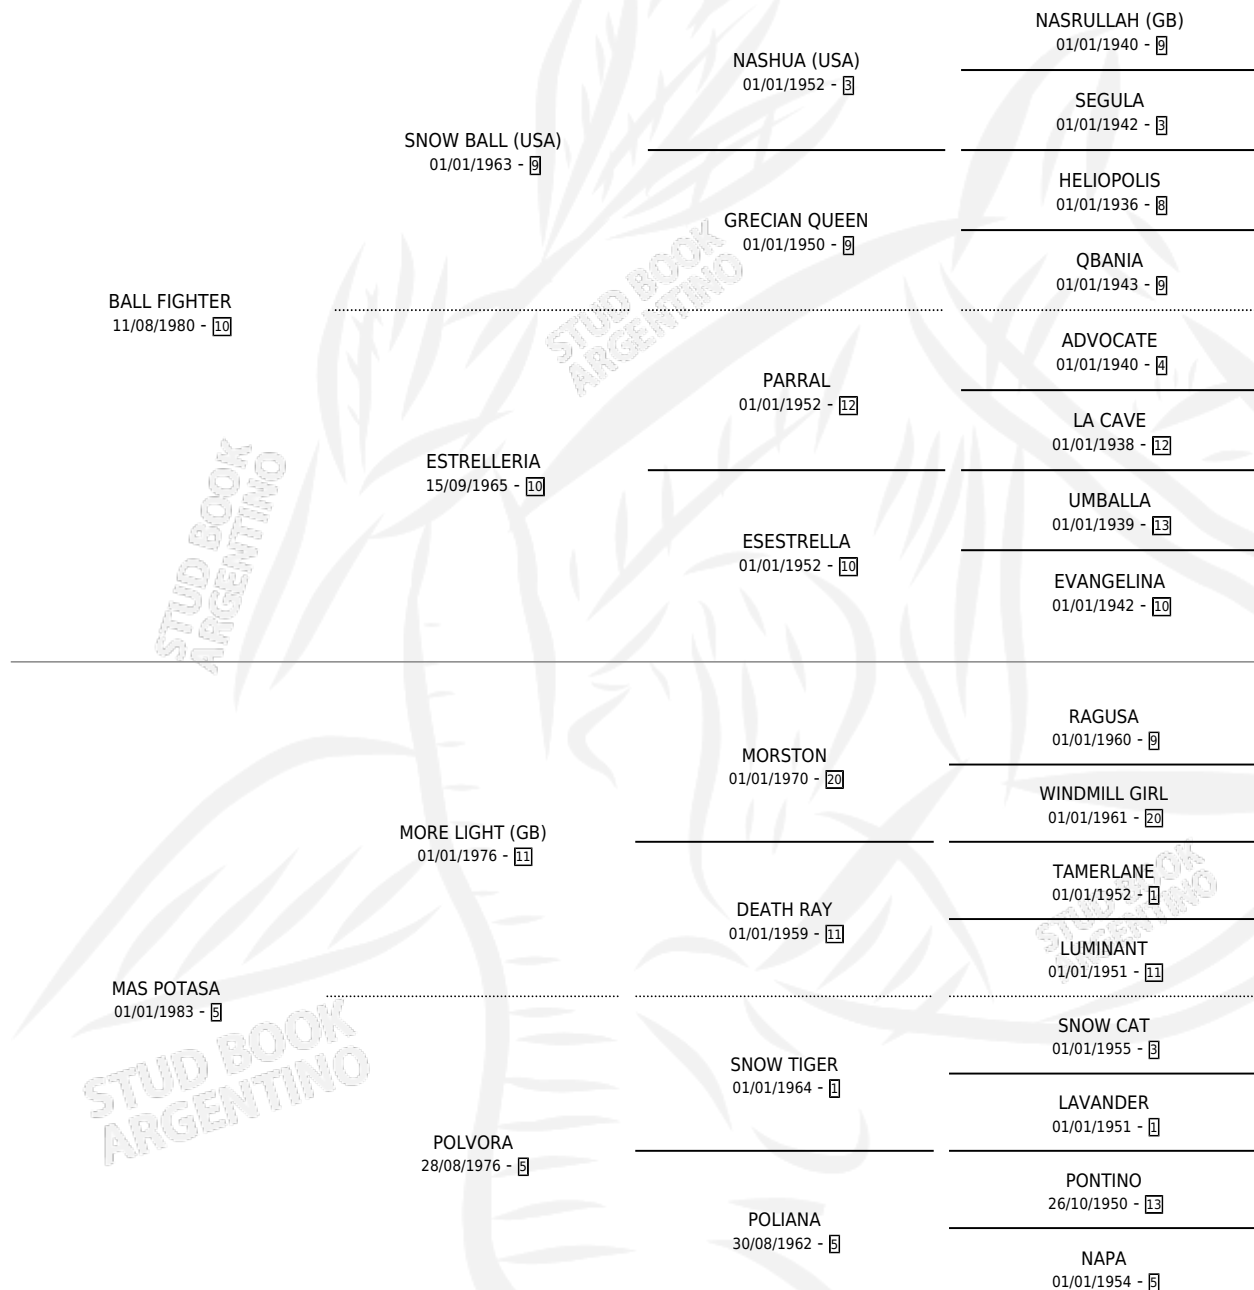 NASRULLAH (GB)
01/01/1940 - 9
NASHUA (USA)
01/01/1952 - 3
SEGULA
01/01/1942 - 3
SNOW BALL (USA)
01/01/1963 - 9
HELIOPOLIS
01/01/1936 - 8
GRECIAN QUEEN
01/01/1950 - 9
QBANIA
01/01/1943 - 9
BALL FIGHTER
11/08/1980 - 10
ADVOCATE
01/01/1940 - 4
PARRAL
01/01/1952 - 12
LA CAVE
01/01/1938 - 12
ESTRELLERIA
15/09/1965 - 10
UMBALLA
01/01/1939 - 13
ESESTRELLA
01/01/1952 - 10
EVANGELINA
01/01/1942 - 10
RAGUSA
01/01/1960 - 9
MORSTON
01/01/1970 - 20
WINDMILL GIRL
01/01/1961 - 20
MORE LIGHT (GB)
01/01/1976 - 11
TAMERLANE
01/01/1952 - 1
DEATH RAY
01/01/1959 - 11
LUMINANT
01/01/1951 - 11
MAS POTASA
01/01/1983 - 5
SNOW CAT
01/01/1955 - 3
SNOW TIGER
01/01/1964 - 1
LAVANDER
01/01/1951 - 1
POLVORA
28/08/1976 - 5
PONTINO
26/10/1950 - 13
POLIANA
30/08/1962 - 5
NAPA
01/01/1954 - 5
STUD BOOK
ARGENTINO
STUD BOOK
ARGENTINO
STUD BOOK
ARGENTINO
STUD BOOK
ARGENTINO